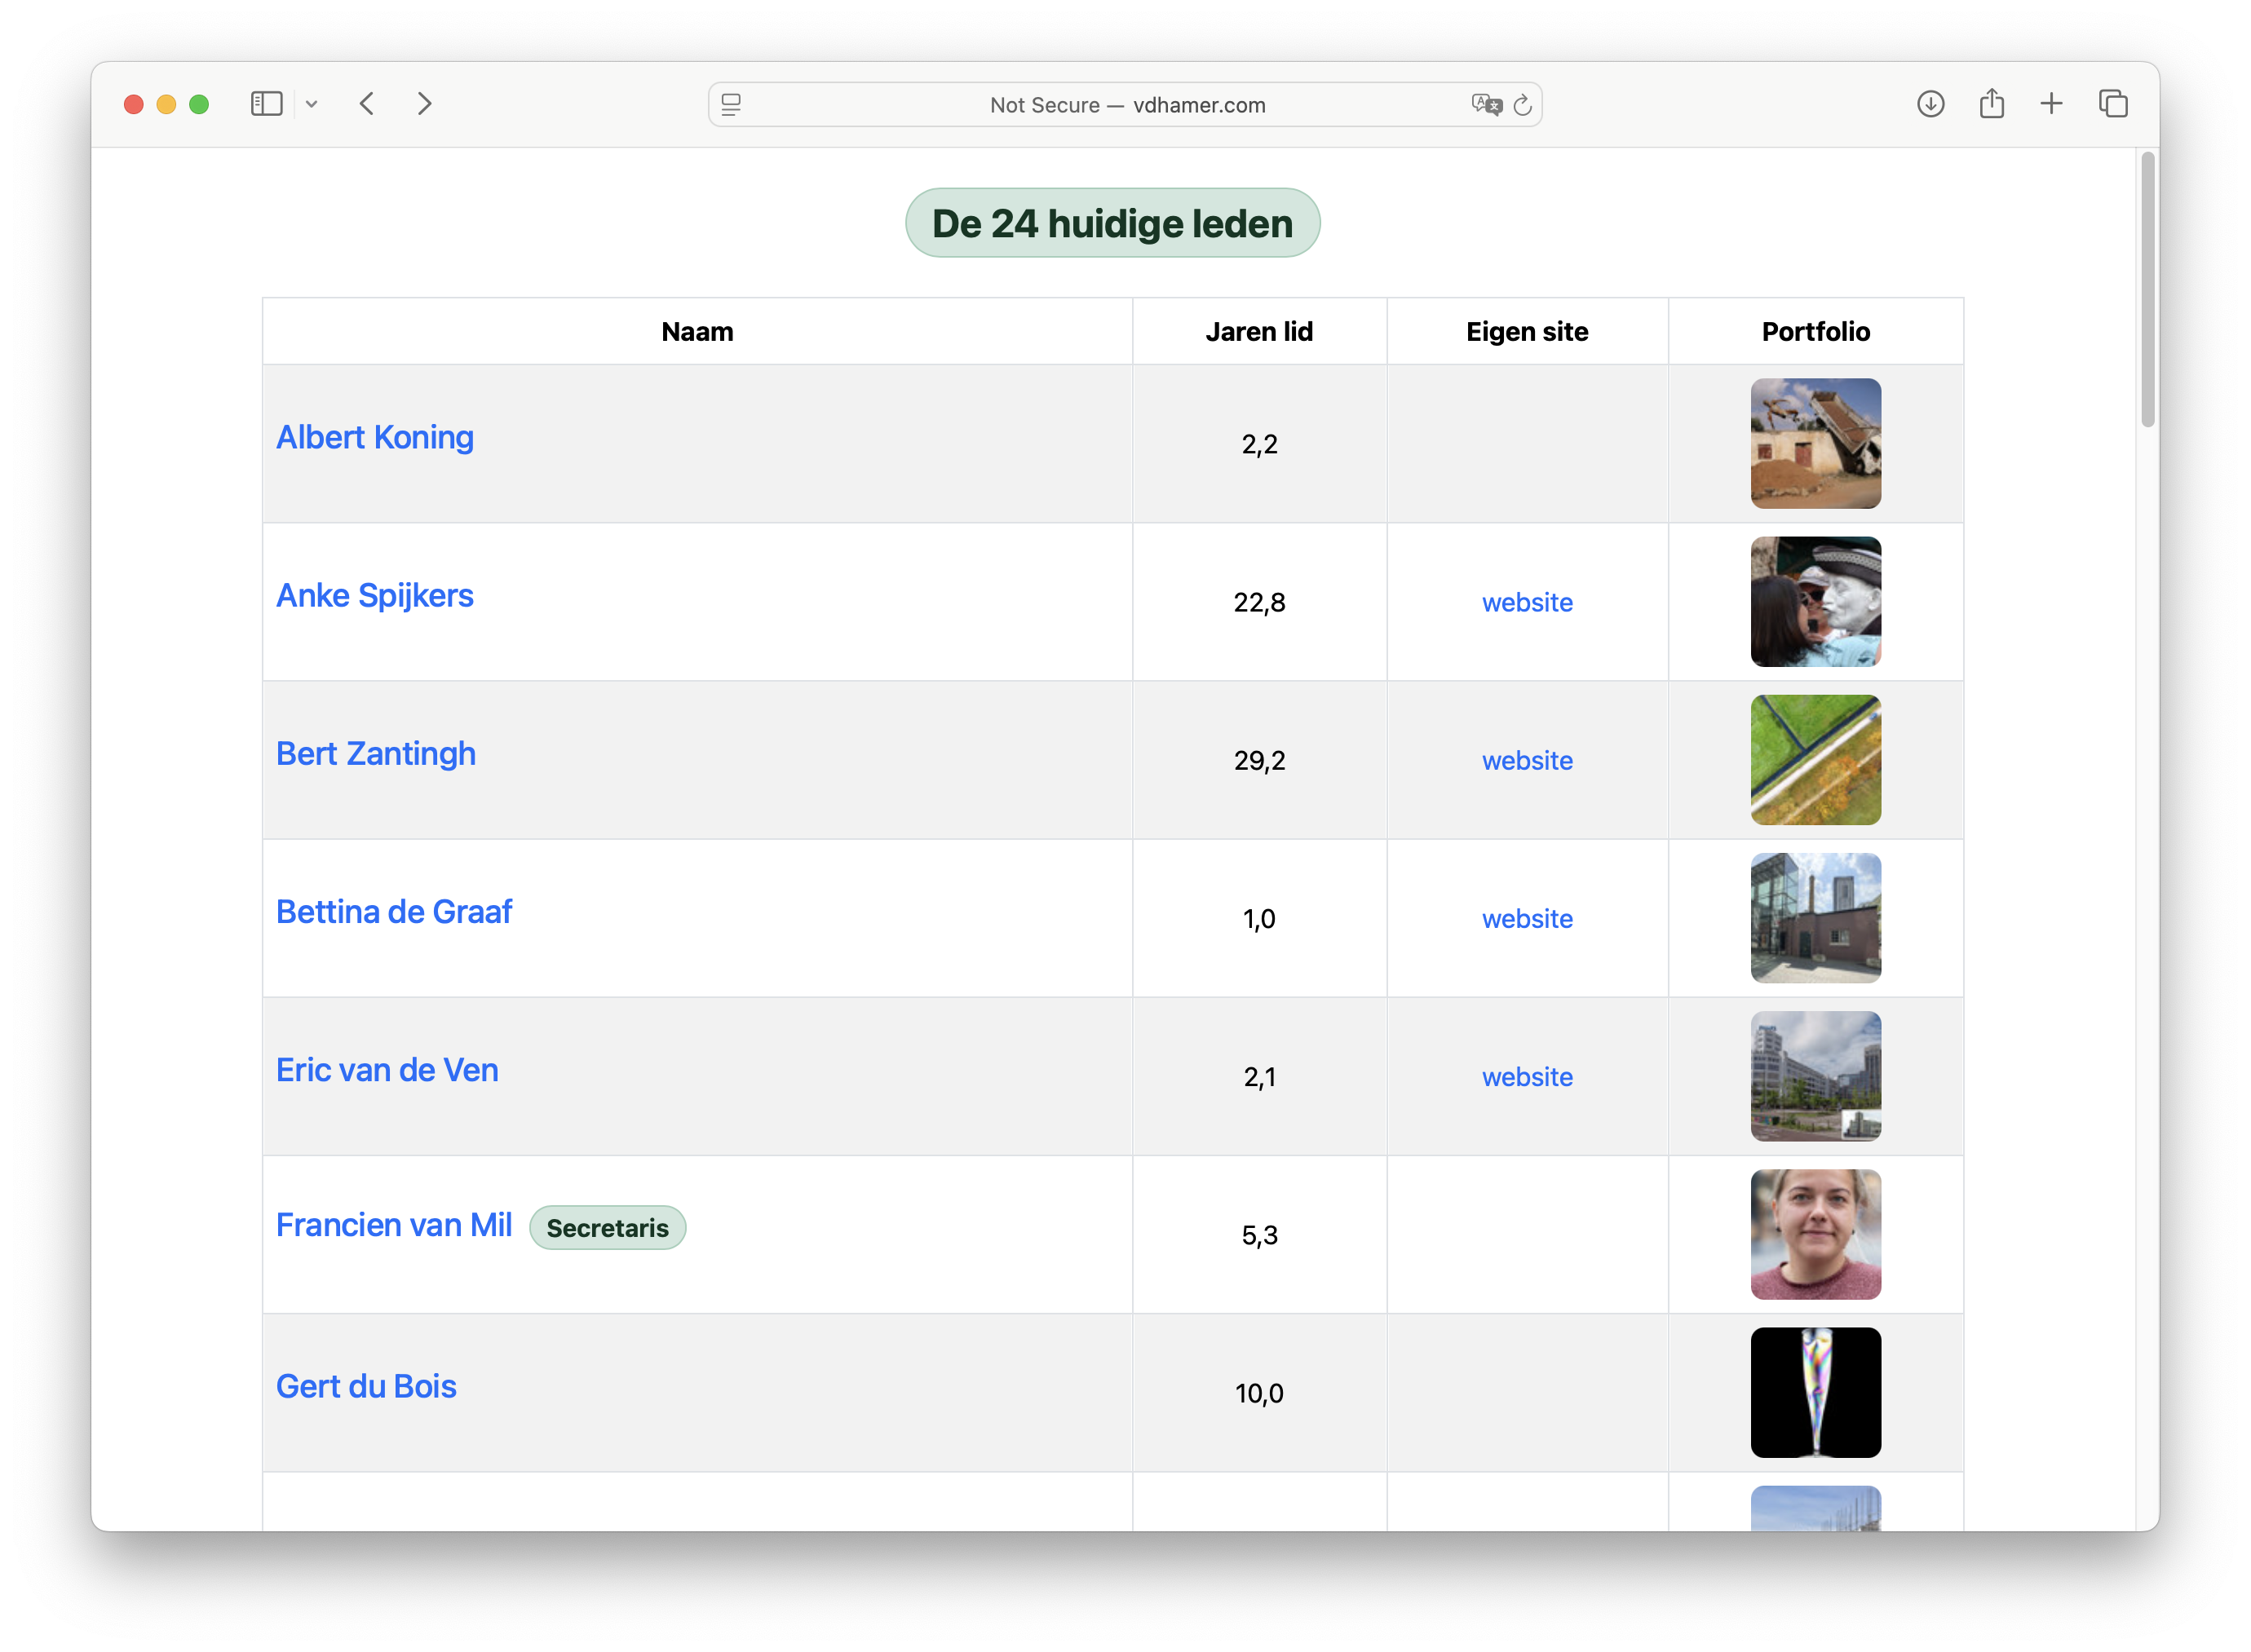 Not Secure — vdhamer.com
De 24 huidige leden
Naam Jaren lid Eigen site Portfolio
Albert Koning 2,2
Anke Spijkers 22,8 website
Bert Zantingh 29,2 website
Bettina de Graaf 1,0 website
Eric van de Ven 2,1 website
Francien van Mil Secretaris 5,3
Gert du Bois 10,0